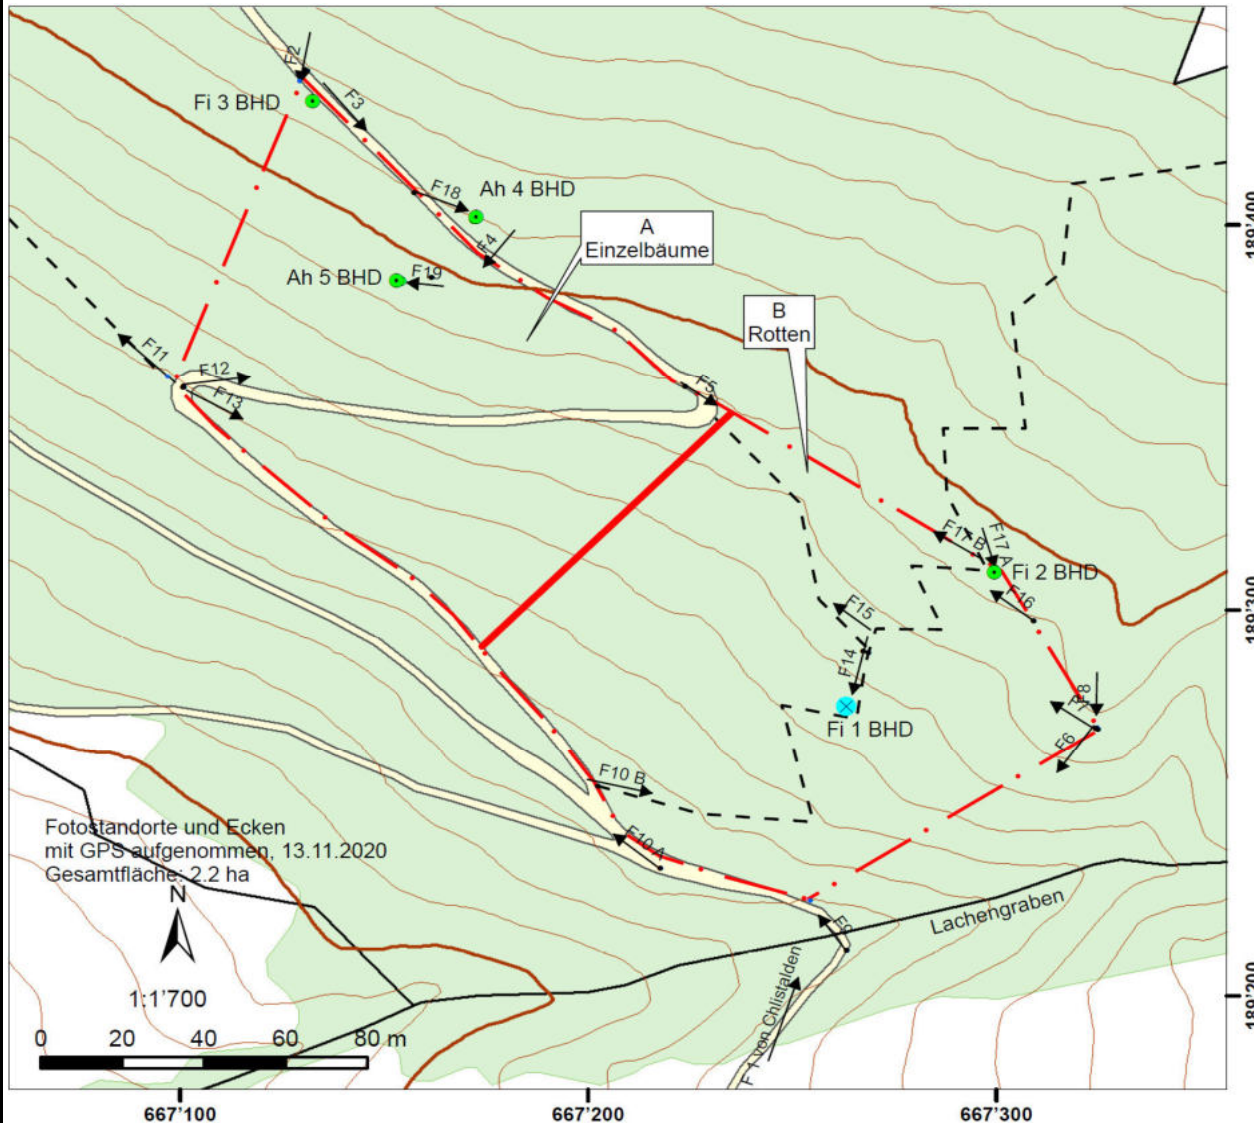 F2
F3
Fi 3 BHD
F18
Ah 4 BHD
F4
A
Einzelbäume
Ah 5 BHD
F19
B
Rotten
F11
F12
F13
F5
F17 B
F17 A
Fi 2 BHD
F16
F15
F14
Fi 1 BHD
F8
F7
F6
F10 B
F10 A
F9
Lachengraben
F 1 von Chlistalden
Fotostandorte und Ecken
mit GPS aufgenommen, 13.11.2020
Gesamtfläche: 2.2 ha
N
1:1'700
0 20 40 60 80 m
667'100 667'200 667'300
189'400
189'300
189'200